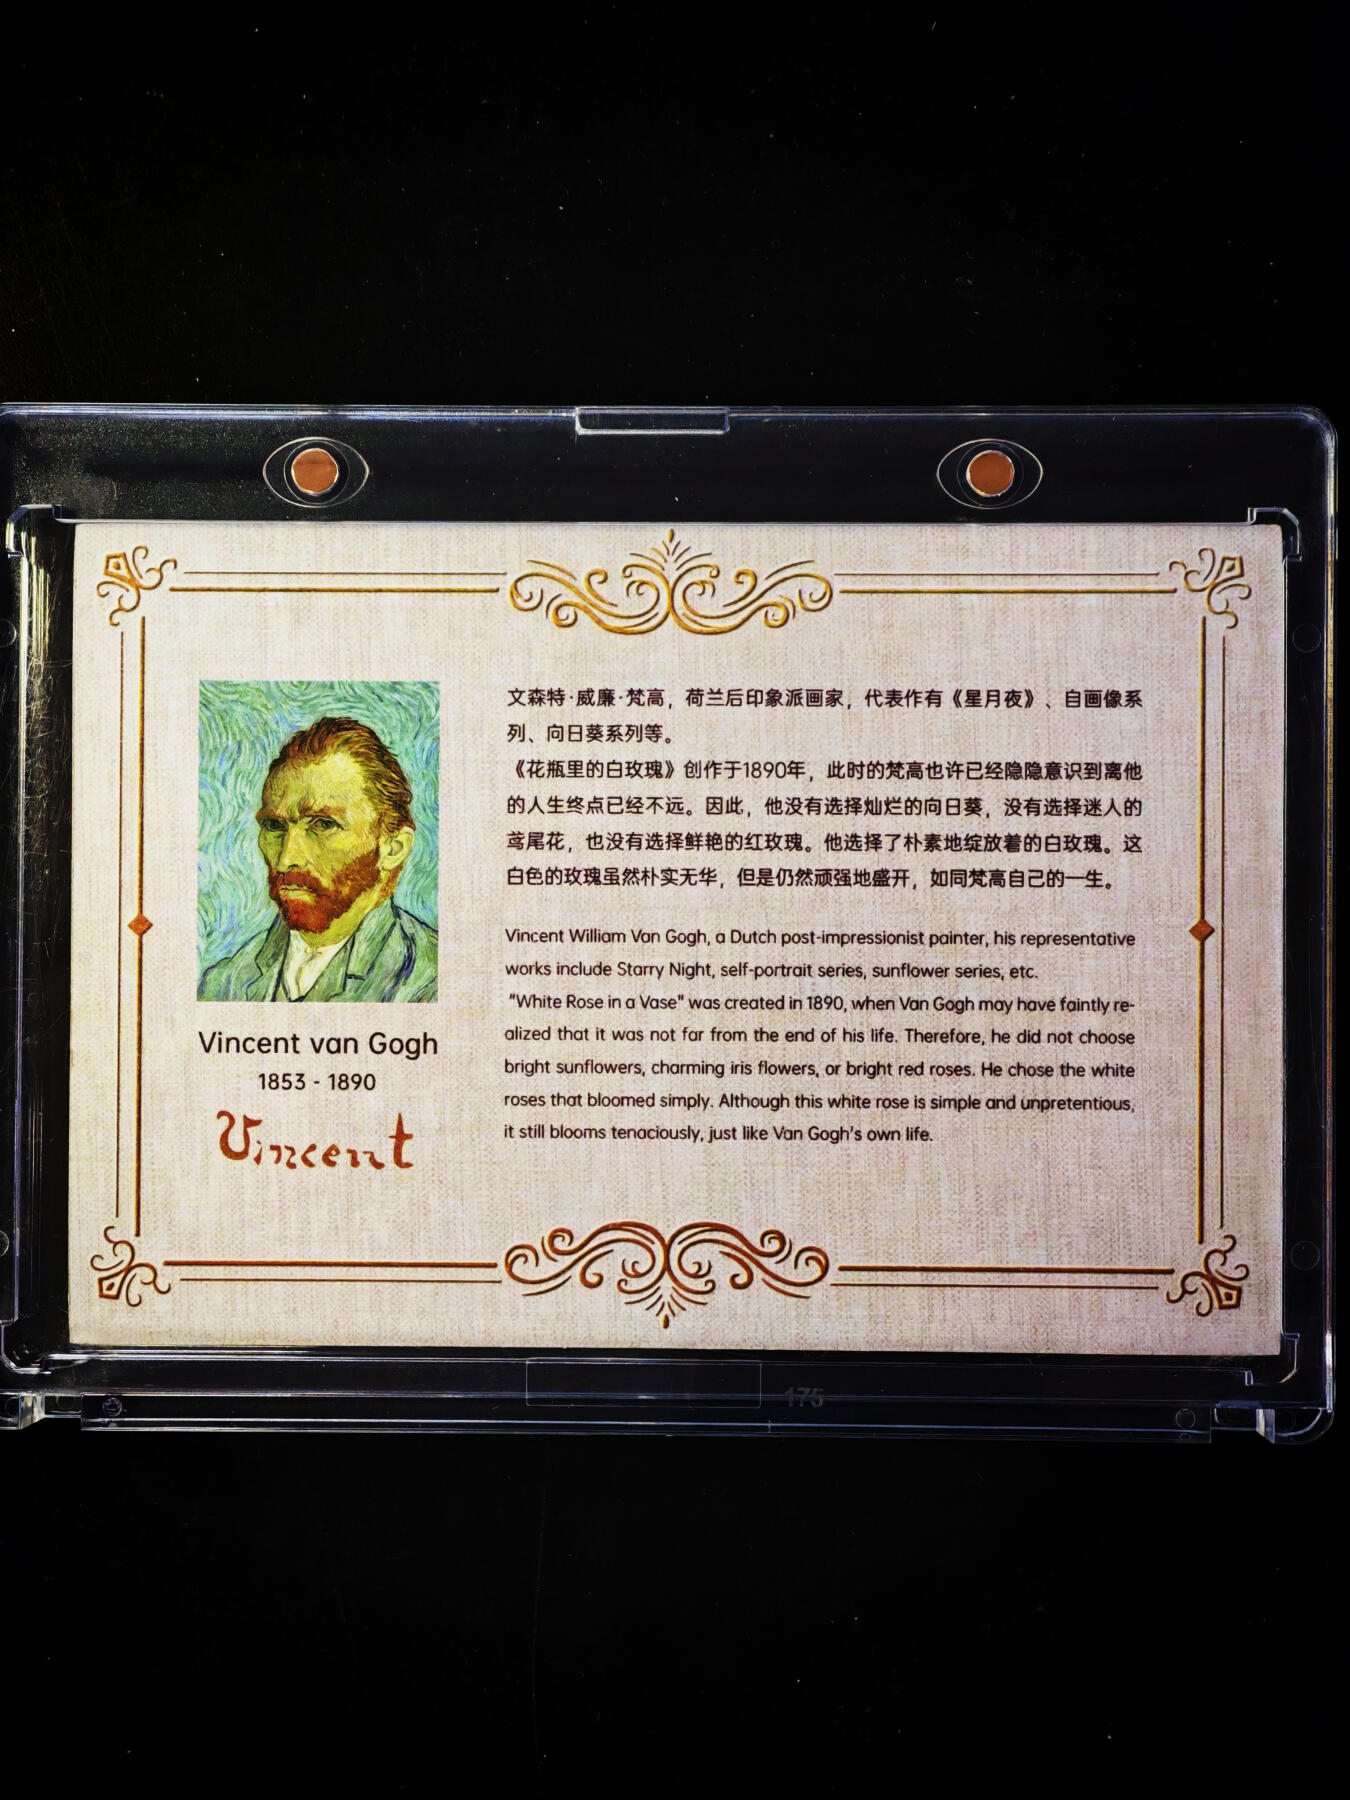 文森特·威廉·梵高，荷兰后印象派画家，代表作有《星月夜》、自画像系
列、向日葵系列等。
《花瓶里的白玫瑰》创作于1890年，此时的梵高也许已经隐隐意识到离他
的人生终点已经不远。因此，他没有选择灿烂的向日葵，没有选择迷人的
鸢尾花，也没有选择鲜艳的红玫瑰。他选择了朴素地绽放着的白玫瑰。这
白色的玫瑰虽然朴实无华，但是仍然顽强地盛开，如同梵高自己的一生。
Vincent William Van Gogh, a Dutch post-impressionist painter, his representative
works include Starry Night, self-portrait series, sunflower series, etc.
"White Rose in a Vase" was created in 1890, when Van Gogh may have faintly re-
alized that it was not far from the end of his life. Therefore, he did not choose
bright sunflowers, charming iris flowers, or bright red roses. He chose the white
roses that bloomed simply. Although this white rose is simple and unpretentious,
it still blooms tenaciously, just like Van Gogh's own life.
Vincent van Gogh
1853 - 1890
Vincent
175